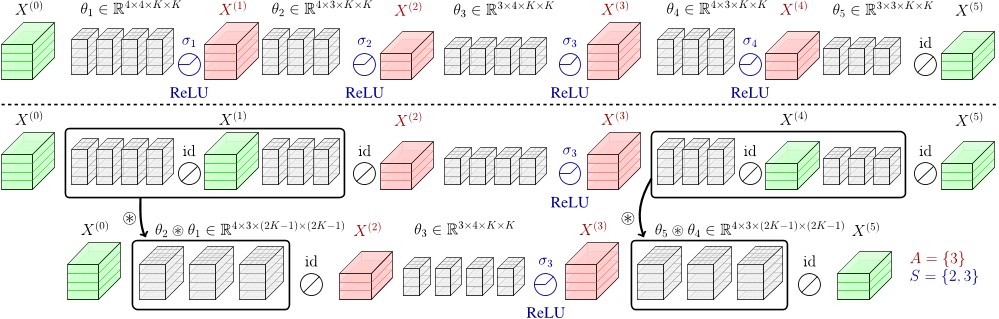 X^{(0)} θ_1 ∈ ℝ^{4×4×K×K} X^{(1)} θ_2 ∈ ℝ^{4×3×K×K} X^{(2)} θ_3 ∈ ℝ^{3×4×K×K} X^{(3)} θ_4 ∈ ℝ^{4×3×K×K} X^{(4)} θ_5 ∈ ℝ^{3×3×K×K} X^{(5)}
σ_1 σ_2 σ_3 σ_4 id
ReLU ReLU ReLU ReLU
X^{(0)} X^{(1)} X^{(2)} X^{(3)} X^{(4)} X^{(5)}
id id σ_3 id id
ReLU
⊛ ⊛
X^{(0)} θ_2 ⊛ θ_1 ∈ ℝ^{4×3×(2K−1)×(2K−1)} X^{(2)} θ_3 ∈ ℝ^{3×4×K×K} X^{(3)} θ_5 ⊛ θ_4 ∈ ℝ^{4×3×(2K−1)×(2K−1)} X^{(5)}
id σ_3 id A = {3}
S = {2, 3}
ReLU